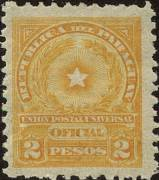 REPUBLICA DEL PARAGUAY
UNION POSTAL UNIVERSAL
OFICIAL
2 2
PESOS